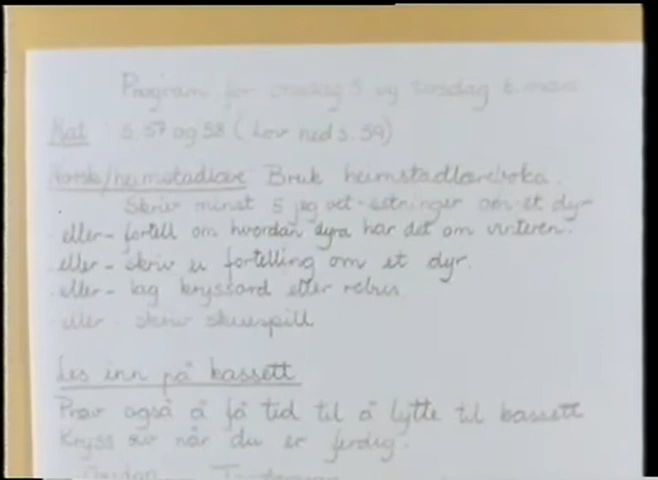 Program for onsdag 5 og torsdag 6. mars
Mat s. 57 og 58 (Lov ned s. 59)
Norsk/heimstadlære Bruk heimstadlæreboka.
Skriv minst 5 jeg vet-setninger om et dyr
eller - fortell om hvordan dyra har det om vinteren.
eller - skriv ei fortelling om et dyr.
eller - lag kryssord eller rebus.
eller - skriv skuespill
Les inn på kassett
Prøv også å få tid til å lytte til kassett
Kryss av når du er ferdig.